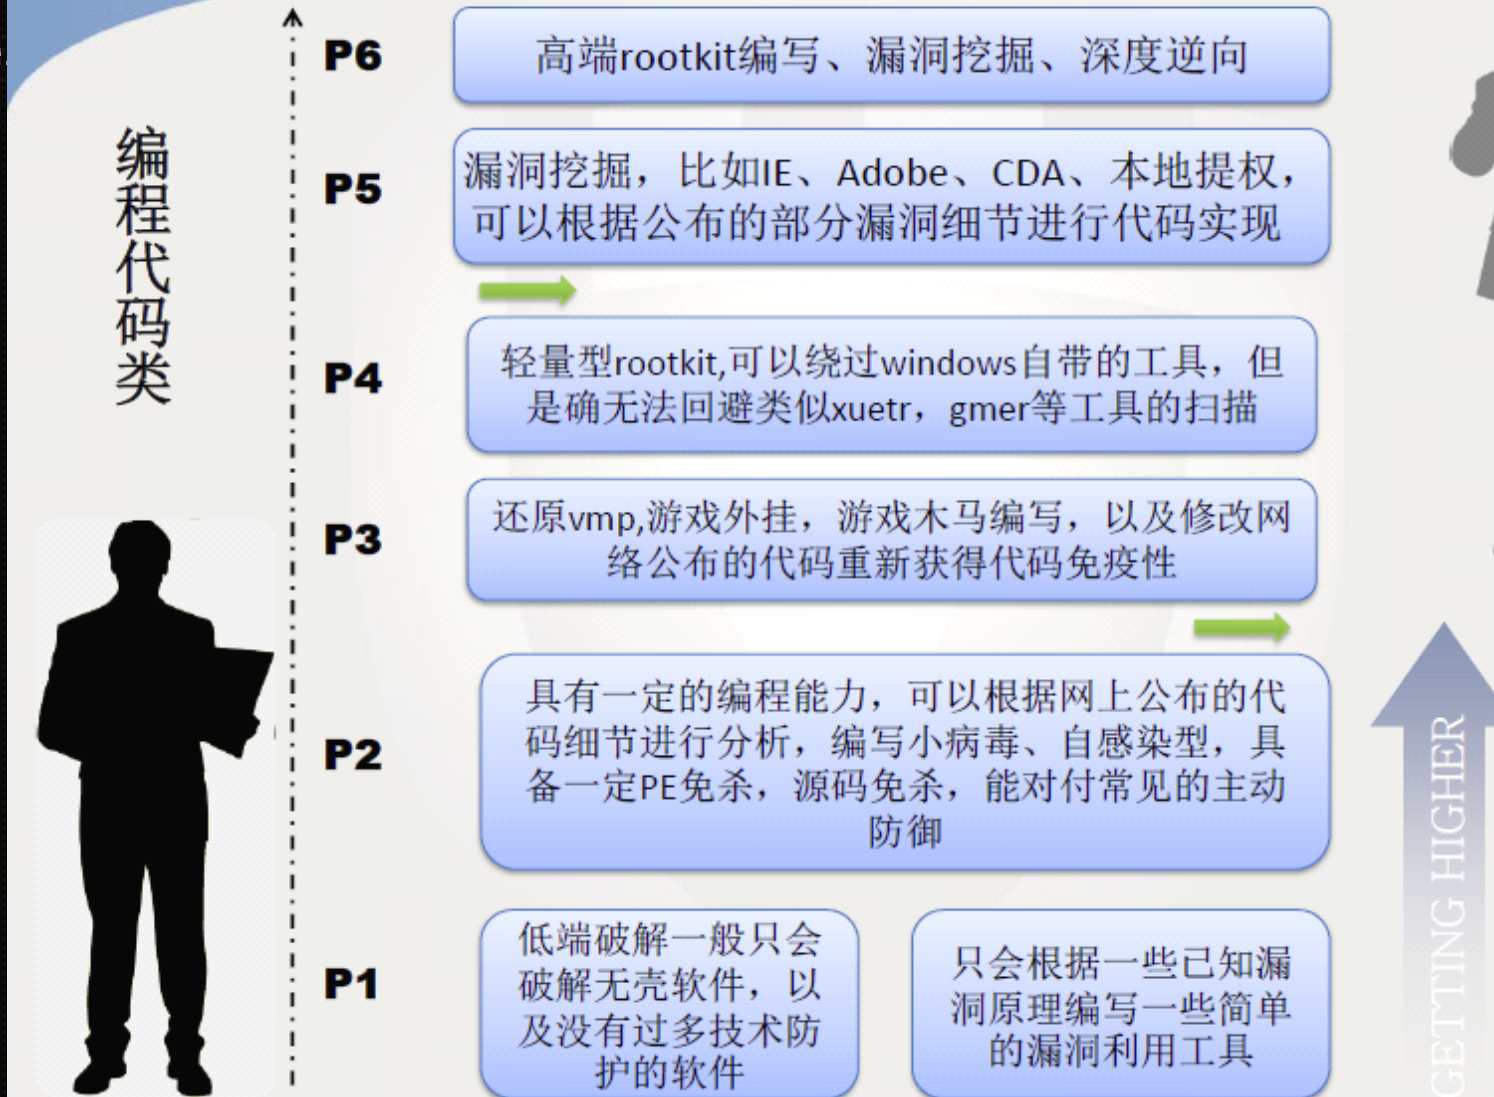 编程代码类
P6
高端rootkit编写、漏洞挖掘、深度逆向
P5
漏洞挖掘，比如IE、Adobe、CDA、本地提权，
可以根据公布的部分漏洞细节进行代码实现
P4
轻量型rootkit,可以绕过windows自带的工具，但
是确无法回避类似xuetr，gmer等工具的扫描
P3
还原vmp,游戏外挂，游戏木马编写，以及修改网
络公布的代码重新获得代码免疫性
P2
具有一定的编程能力，可以根据网上公布的代
码细节进行分析，编写小病毒、自感染型，具
备一定PE免杀，源码免杀，能对付常见的主动
防御
P1
低端破解一般只会
破解无壳软件，以
及没有过多技术防
护的软件
只会根据一些已知漏
洞原理编写一些简单
的漏洞利用工具
GETTING HIGHER